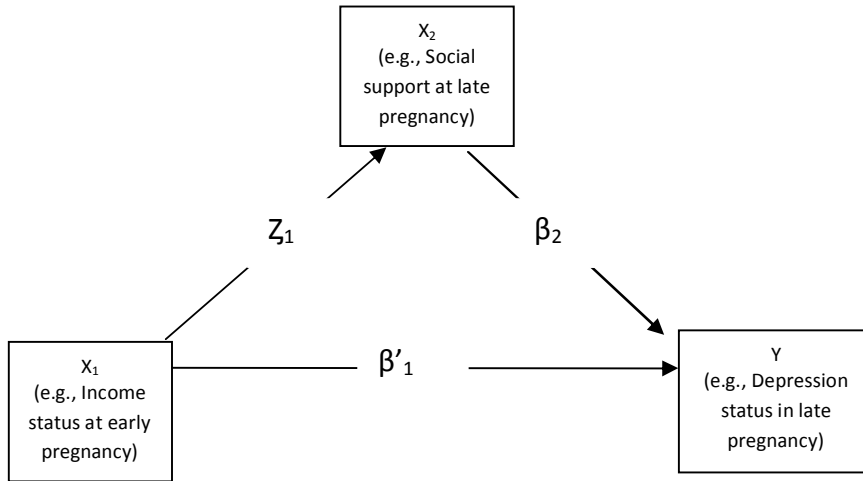 X₂
(e.g., Social
support at late
pregnancy)
ζ₁
β₂
β’₁
X₁
(e.g., Income
status at early
pregnancy)
Y
(e.g., Depression
status in late
pregnancy)